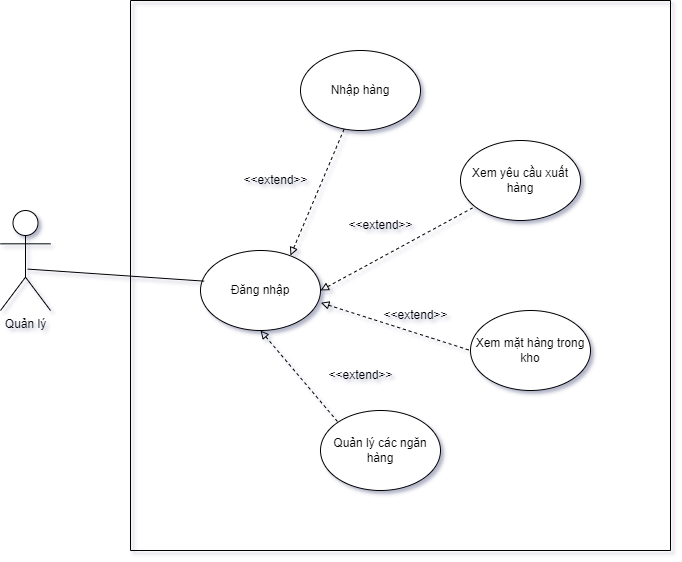 Nhập hàng
Xem yêu cầu xuất
hàng
<<extend>>
<<extend>>
Đăng nhập
Quản lý
<<extend>>
Xem mặt hàng trong
kho
<<extend>>
Quản lý các ngăn
hàng